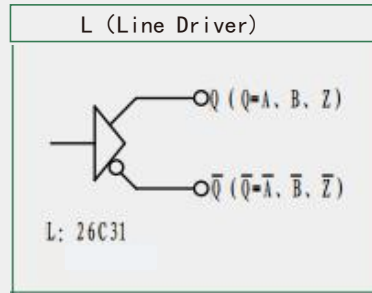 L (Line Driver)
Q (Q=A、B、Z)
Q̅ (Q̅=A̅、B̅、Z̅)
L: 26C31